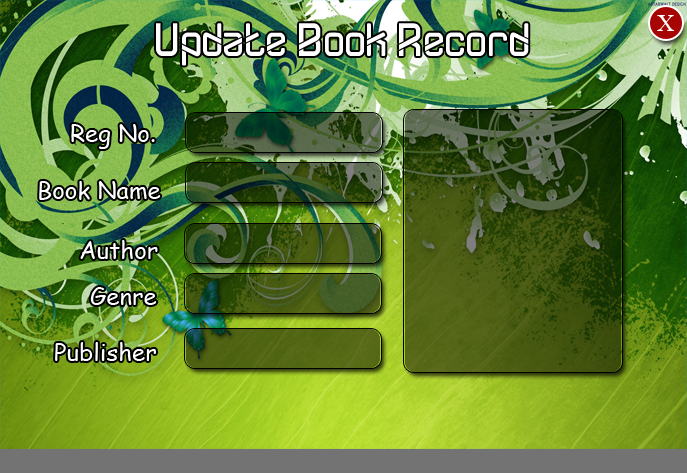 Update Book Record
X
Reg No.
Book Name
Author
Genre
Publisher